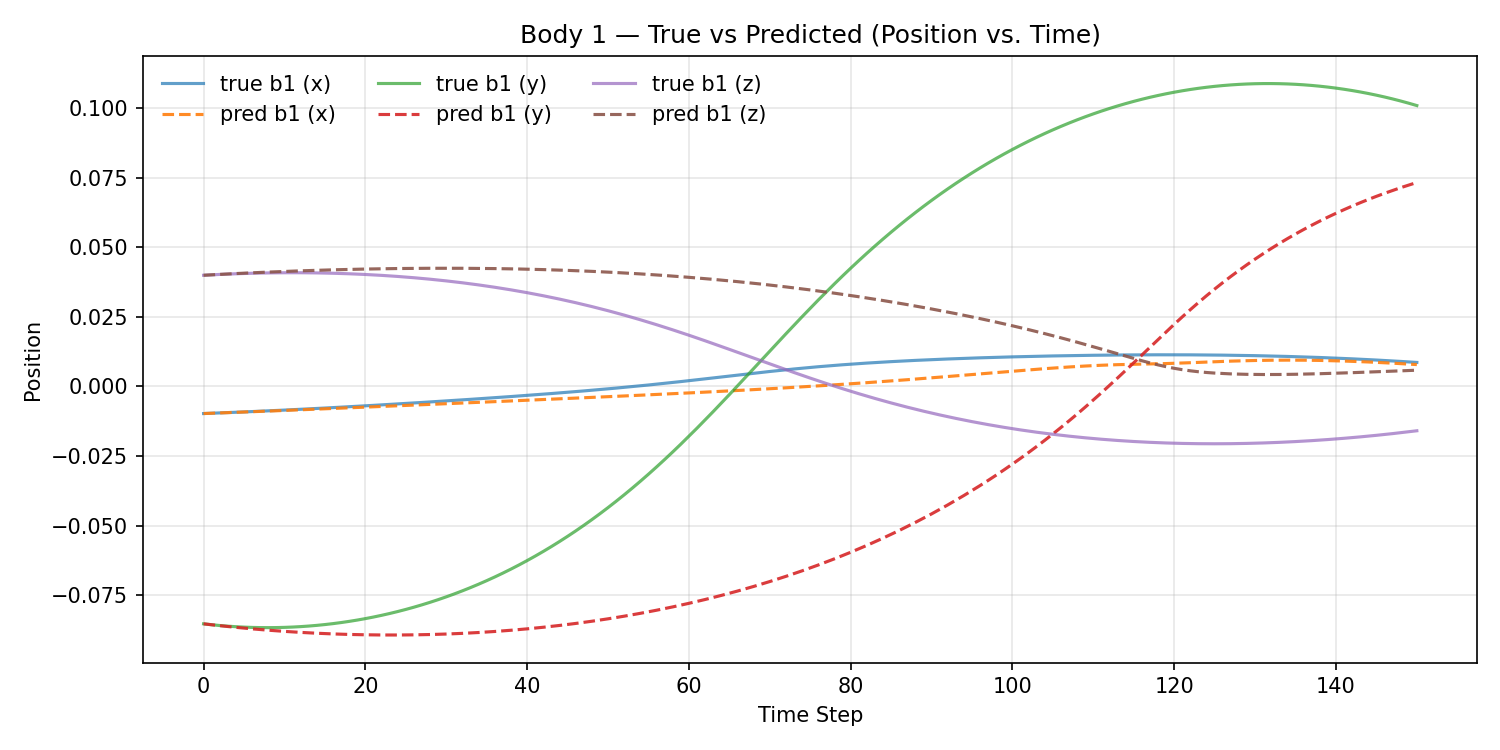 Body 1 — True vs Predicted (Position vs. Time)
true b1 (x) true b1 (y) true b1 (z)
pred b1 (x) pred b1 (y) pred b1 (z)
0.100
0.075
0.050
0.025
0.000
−0.025
−0.050
−0.075
Position
0 20 40 60 80 100 120 140
Time Step